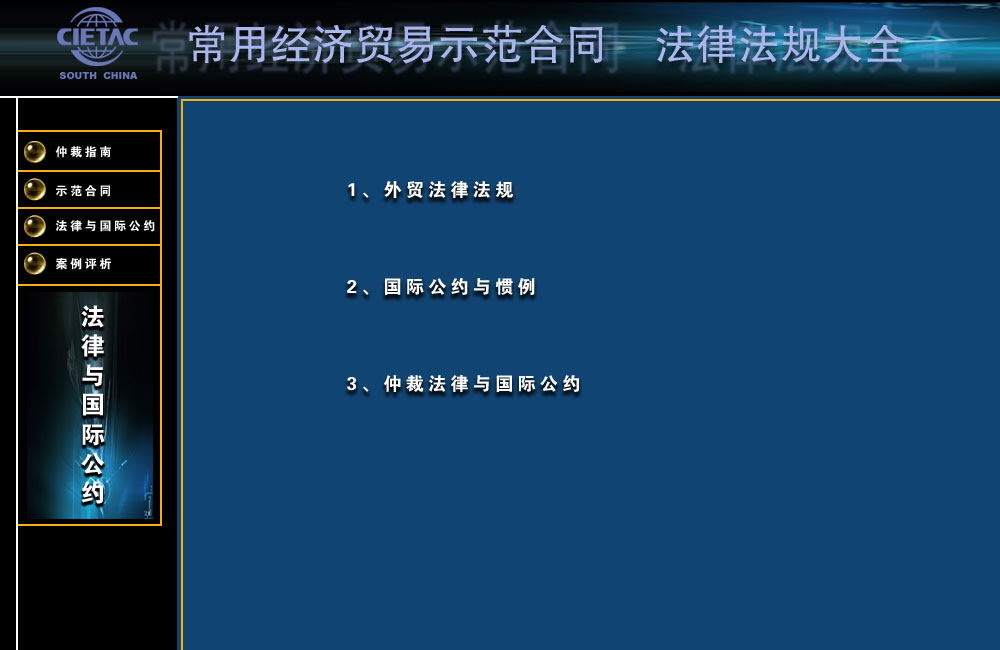 CIETAC
SOUTH CHINA
常用经济贸易示范合同 法律法规大全
仲裁指南
示范合同
法律与国际公约
案例评析
法律与国际公约
1、外贸法律法规
2、国际公约与惯例
3、仲裁法律与国际公约